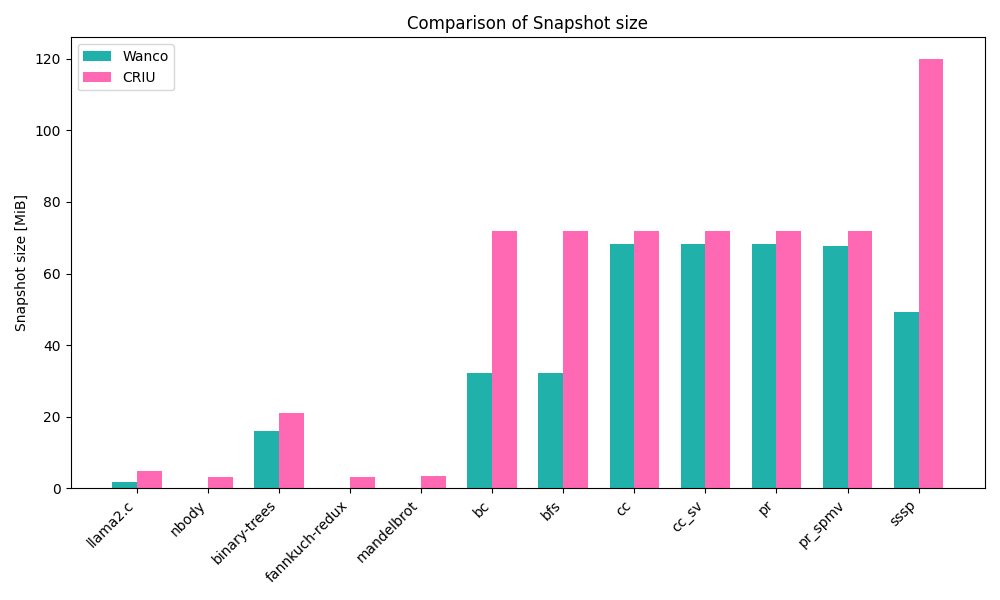 Comparison of Snapshot size
Wanco
CRIU
Snapshot size [MiB]
120
100
80
60
40
20
0
llama2.c
nbody
binary-trees
fannkuch-redux
mandelbrot
bc
bfs
cc
cc_sv
pr
pr_spmv
sssp